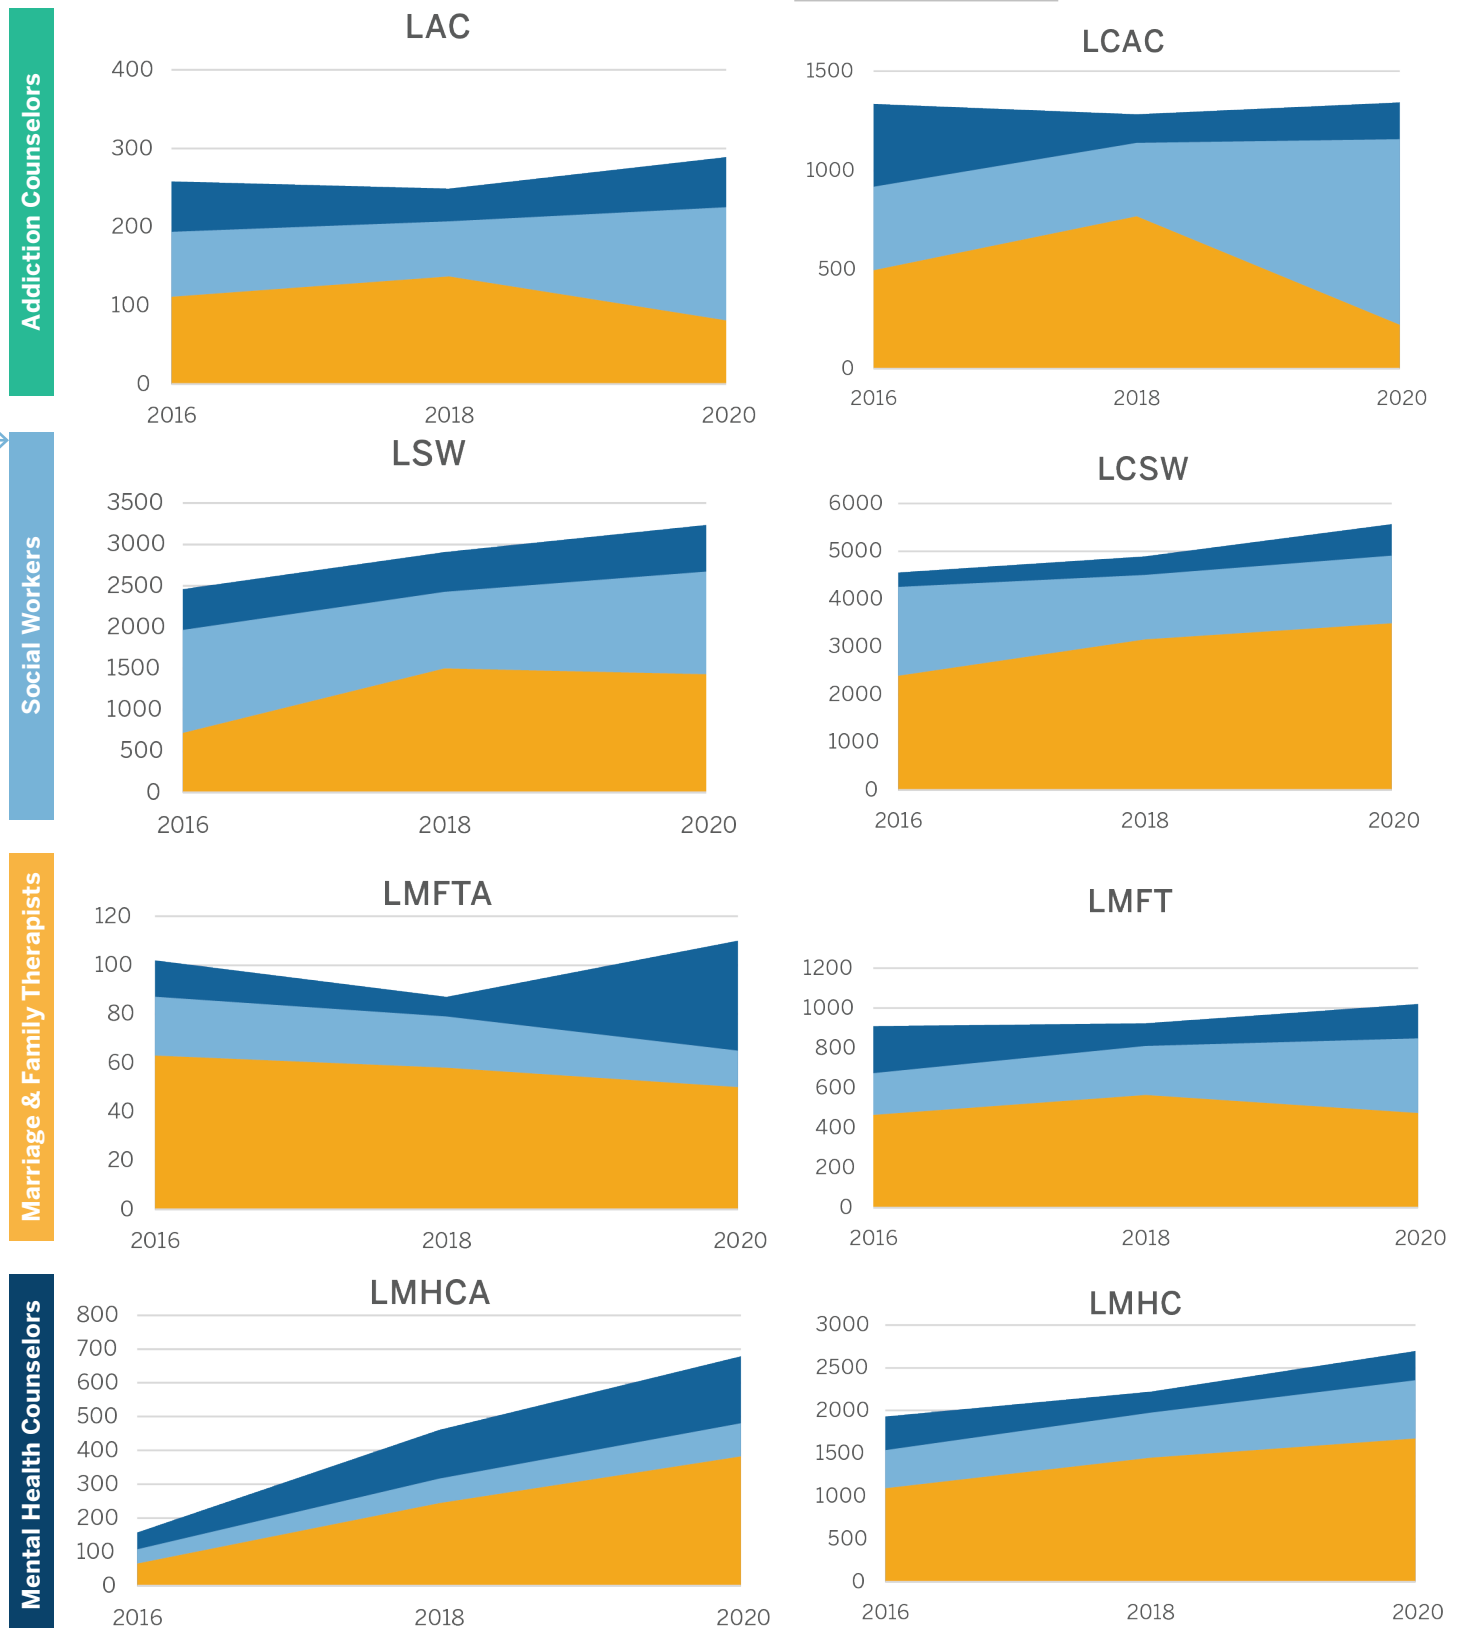 Addiction Counselors
LAC
400
300
200
100
0
2016 2018 2020
LCAC
1500
1000
500
0
2016 2018 2020
Social Workers
LSW
3500
3000
2500
2000
1500
1000
500
0
2016 2018 2020
LCSW
6000
5000
4000
3000
2000
1000
0
2016 2018 2020
Marriage & Family Therapists
LMFTA
120
100
80
60
40
20
0
2016 2018 2020
LMFT
1200
1000
800
600
400
200
0
2016 2018 2020
Mental Health Counselors
LMHCA
800
700
600
500
400
300
200
100
0
2016 2018 2020
LMHC
3000
2500
2000
1500
1000
500
0
2016 2018 2020